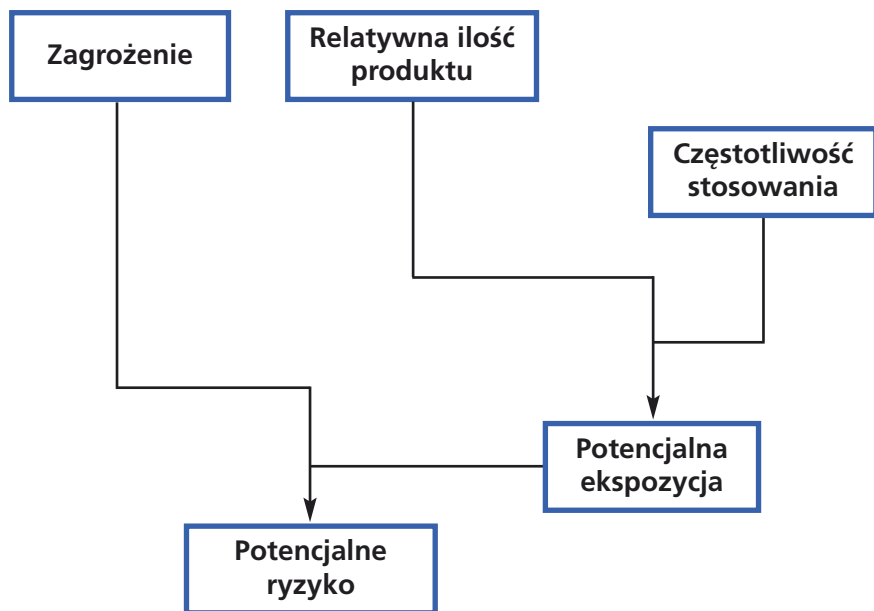 Zagrożenie
Relatywna ilość
produktu
Częstotliwość
stosowania
Potencjalna
ekspozycja
Potencjalne
ryzyko